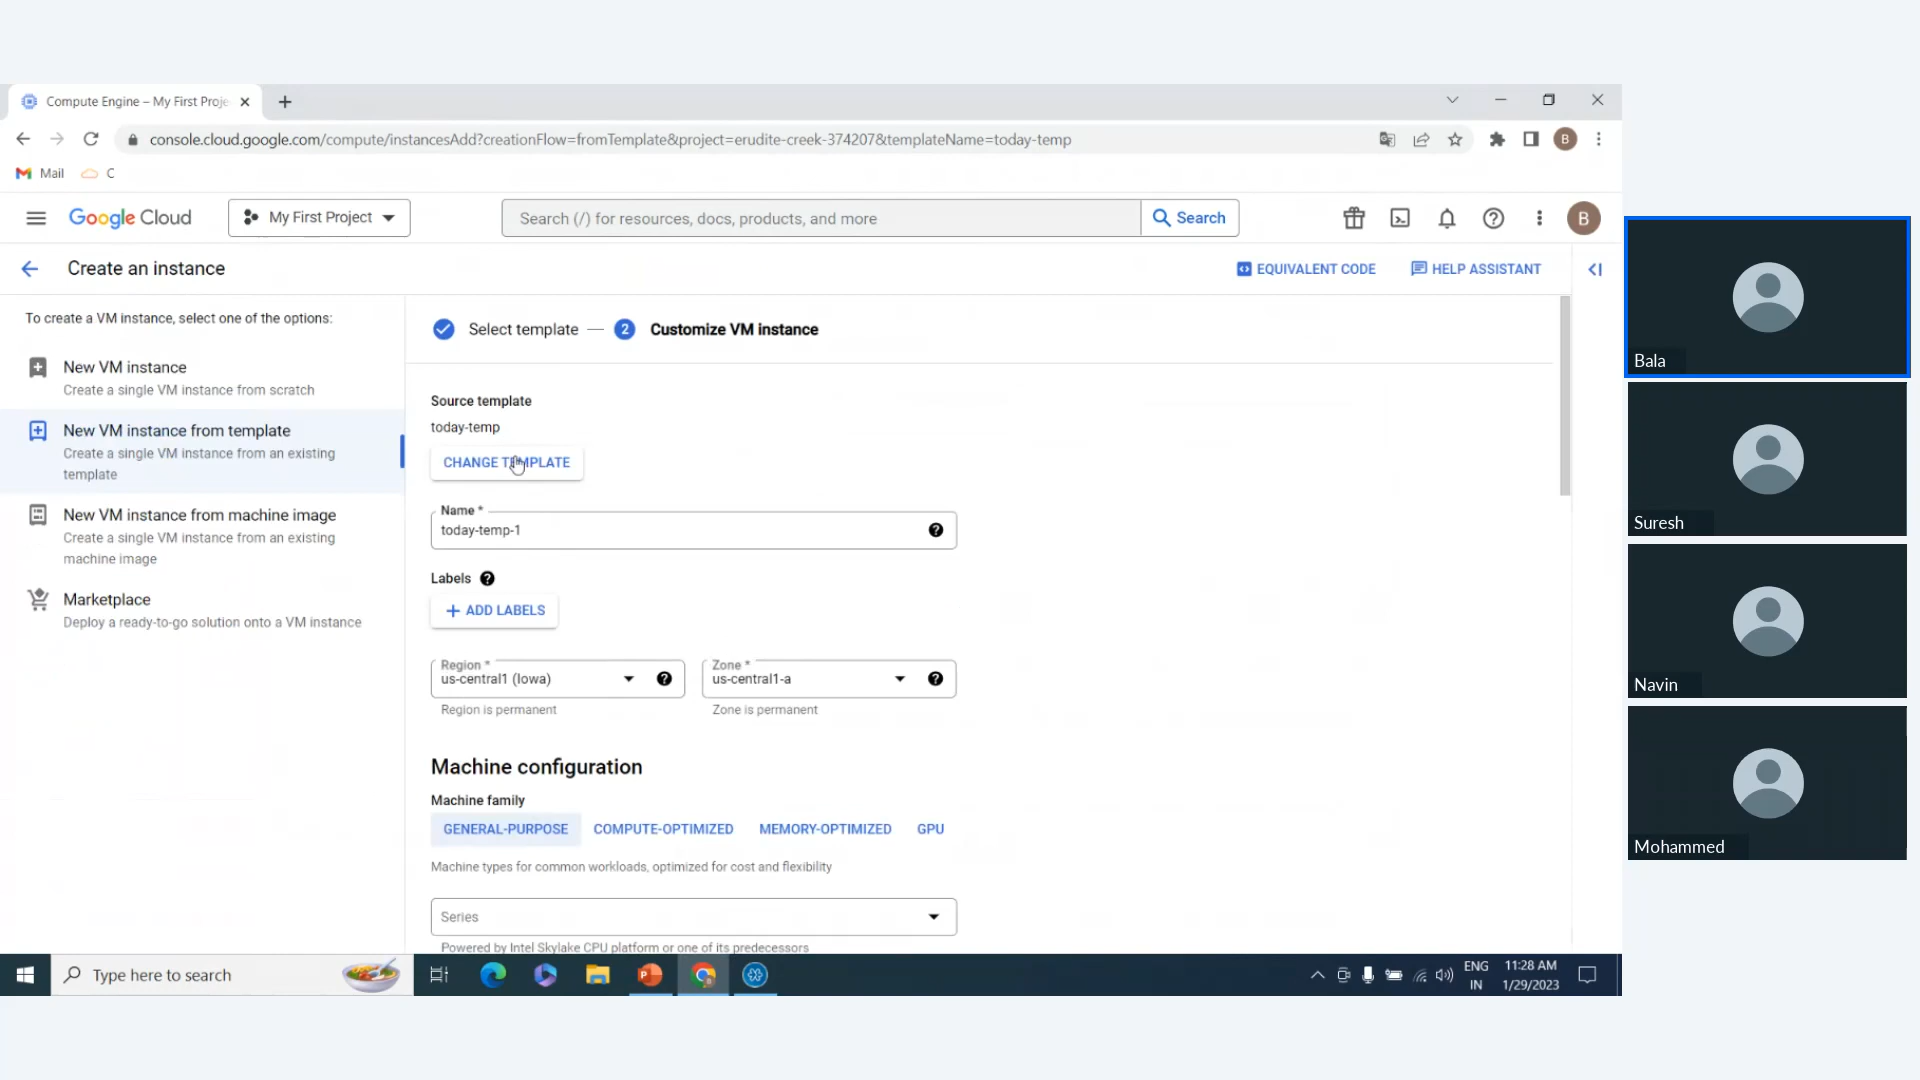 Compute Engine – My First Proje
console.cloud.google.com/compute/instancesAdd?creationFlow=fromTemplate&project=erudite-creek-374207&templateName=today-temp
B
Mail
C
Google Cloud
My First Project
Search (/) for resources, docs, products, and more
Search
B
Create an instance
EQUIVALENT CODE
HELP ASSISTANT
To create a VM instance, select one of the options:
New VM instance
Create a single VM instance from scratch
New VM instance from template
Create a single VM instance from an existing
template
New VM instance from machine image
Create a single VM instance from an existing
machine image
Marketplace
Deploy a ready-to-go solution onto a VM instance
Select template
2
Customize VM instance
Source template
today-temp
CHANGE TEMPLATE
Name *
today-temp-1
Labels
ADD LABELS
Region *
us-central1 (Iowa)
Region is permanent
Zone *
us-central1-a
Zone is permanent
Machine configuration
Machine family
GENERAL-PURPOSE
COMPUTE-OPTIMIZED
MEMORY-OPTIMIZED
GPU
Machine types for common workloads, optimized for cost and flexibility
Series
Powered by Intel Skylake CPU platform or one of its predecessors
Type here to search
ENG
IN
11:28 AM
1/29/2023
Bala
Suresh
Navin
Mohammed